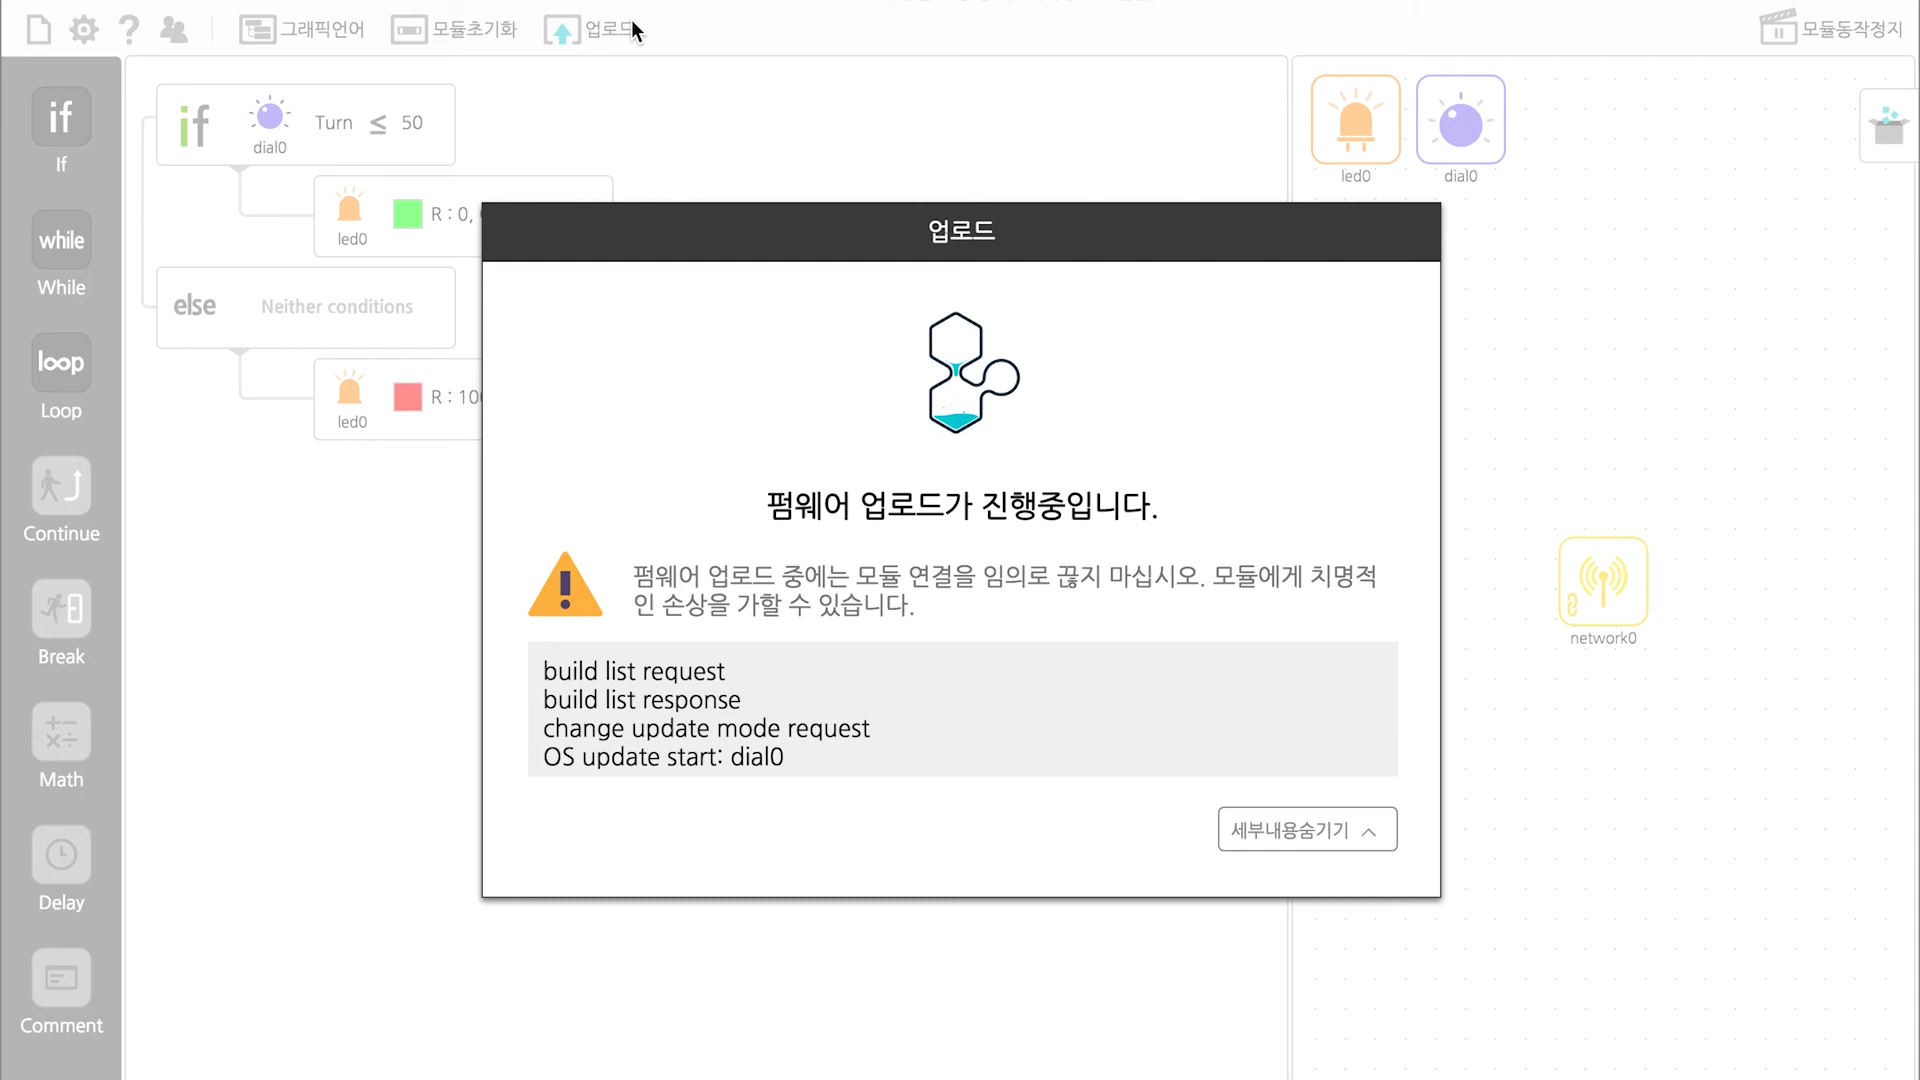 그래픽언어
모듈초기화
업로드
모듈동작정지
if
If
while
While
loop
Loop
Continue
Break
Math
Delay
Comment
if
dial0
Turn ≤ 50
led0
R : 0,
else
Neither conditions
led0
R : 10
led0
dial0
network0
업로드
펌웨어 업로드가 진행중입니다.
펌웨어 업로드 중에는 모듈 연결을 임의로 끊지 마십시오. 모듈에게 치명적
인 손상을 가할 수 있습니다.
build list request
build list response
change update mode request
OS update start: dial0
세부내용숨기기